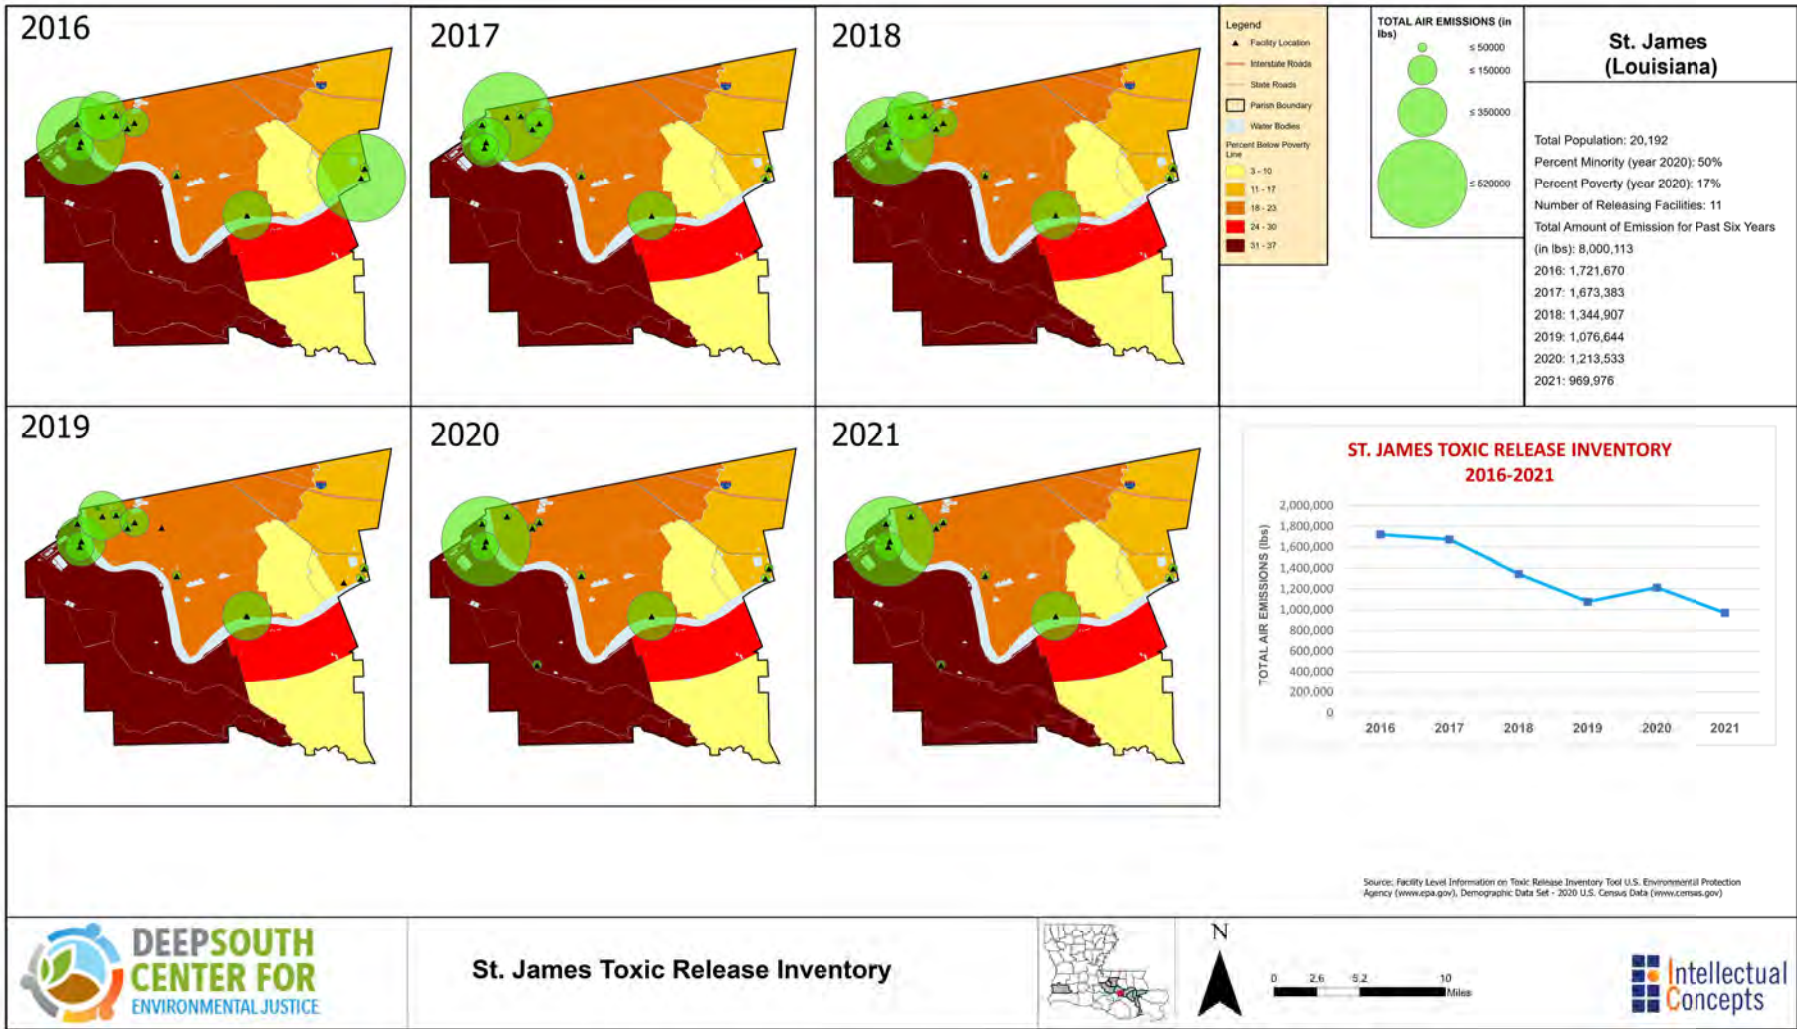 2016
2017
2018
Legend
Facility Location
Interstate Roads
State Roads
Parish Boundary
Water Bodies
Percent Below Poverty
Line
3 - 10
11 - 17
18 - 23
24 - 30
31 - 37
TOTAL AIR EMISSIONS (in
lbs)
≤ 50000
≤ 150000
≤ 350000
≤ 620000
St. James
(Louisiana)
Total Population: 20,192
Percent Minority (year 2020): 50%
Percent Poverty (year 2020): 17%
Number of Releasing Facilities: 11
Total Amount of Emission for Past Six Years
(in lbs): 8,000,113
2016: 1,721,670
2017: 1,673,383
2018: 1,344,907
2019: 1,076,644
2020: 1,213,533
2021: 969,976
2019
2020
2021
ST. JAMES TOXIC RELEASE INVENTORY
2016-2021
TOTAL AIR EMISSIONS (lbs)
2,000,000
1,800,000
1,600,000
1,400,000
1,200,000
1,000,000
800,000
600,000
400,000
200,000
0
2016 2017 2018 2019 2020 2021
Source: Facility Level Information on Toxic Release Inventory Tool U.S. Environmental Protection
Agency (www.epa.gov), Demographic Data Set - 2020 U.S. Census Data (www.census.gov)
DEEPSOUTH
CENTER FOR
ENVIRONMENTAL JUSTICE
St. James Toxic Release Inventory
N
0 2.6 5.2 10
Miles
Intellectual
Concepts